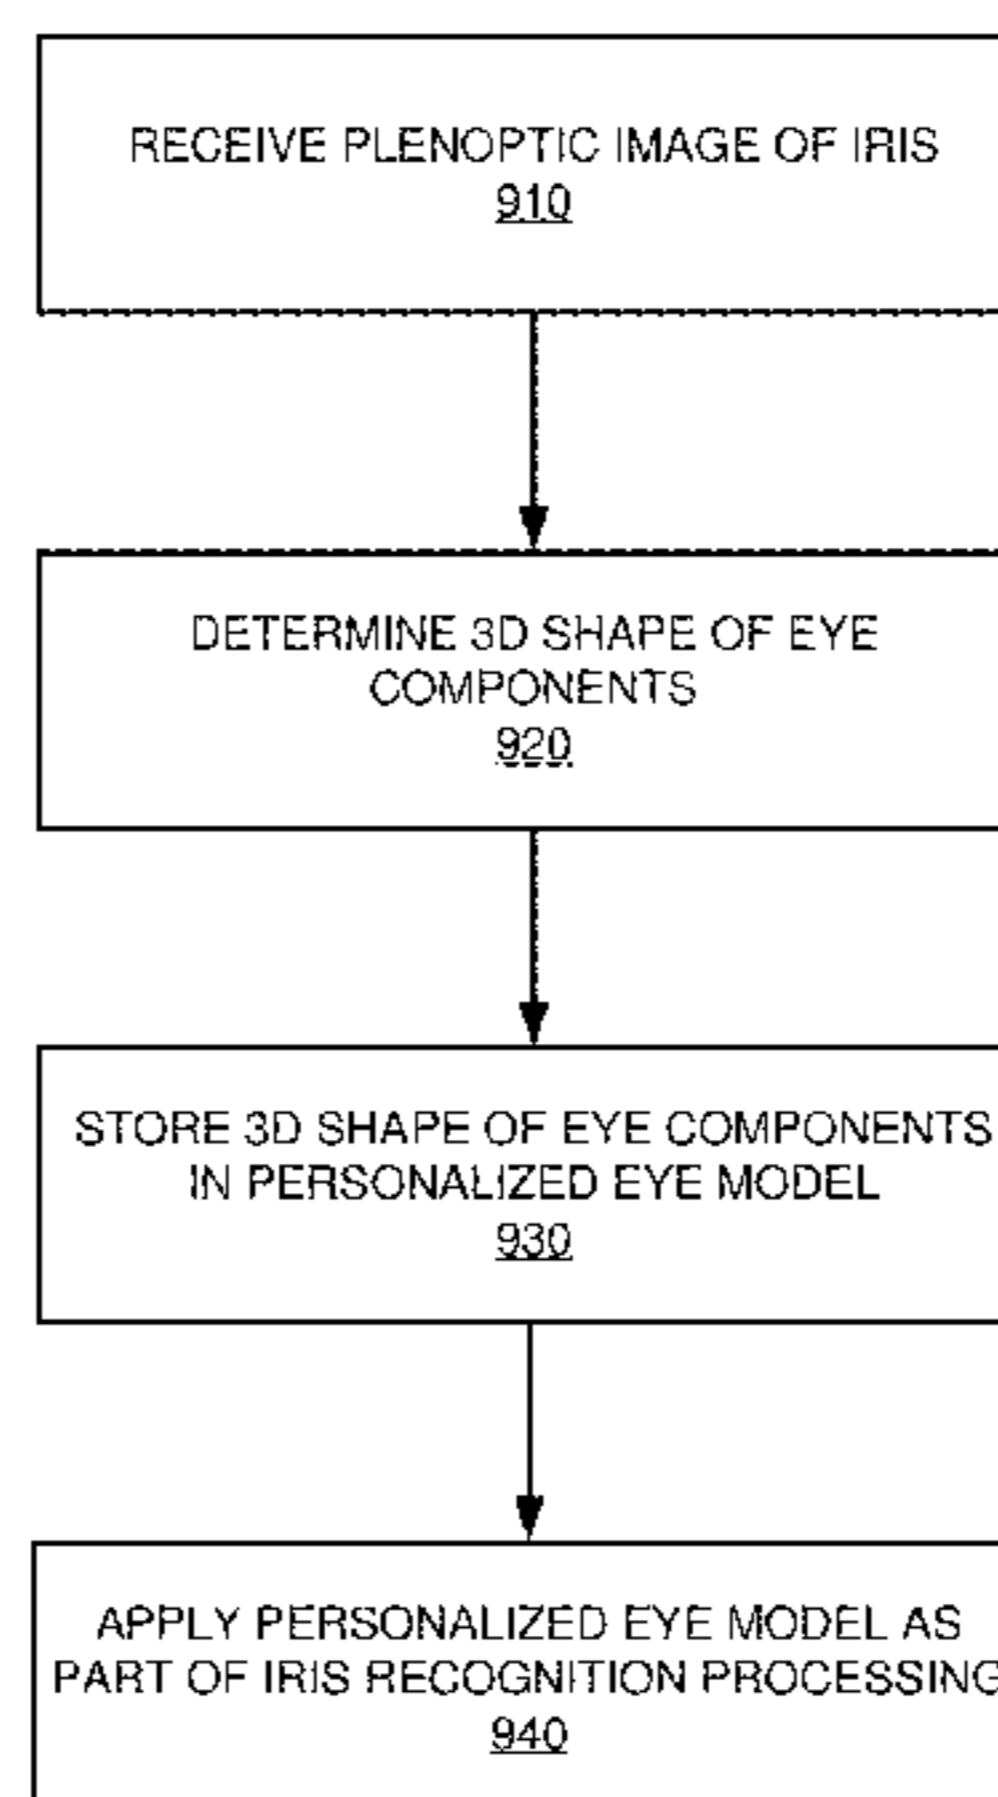 RECEIVE PLENOPTIC IMAGE OF IRIS
910
DETERMINE 3D SHAPE OF EYE
COMPONENTS
920
STORE 3D SHAPE OF EYE COMPONENTS
IN PERSONALIZED EYE MODEL
930
APPLY PERSONALIZED EYE MODEL AS
PART OF IRIS RECOGNITION PROCESSING
940